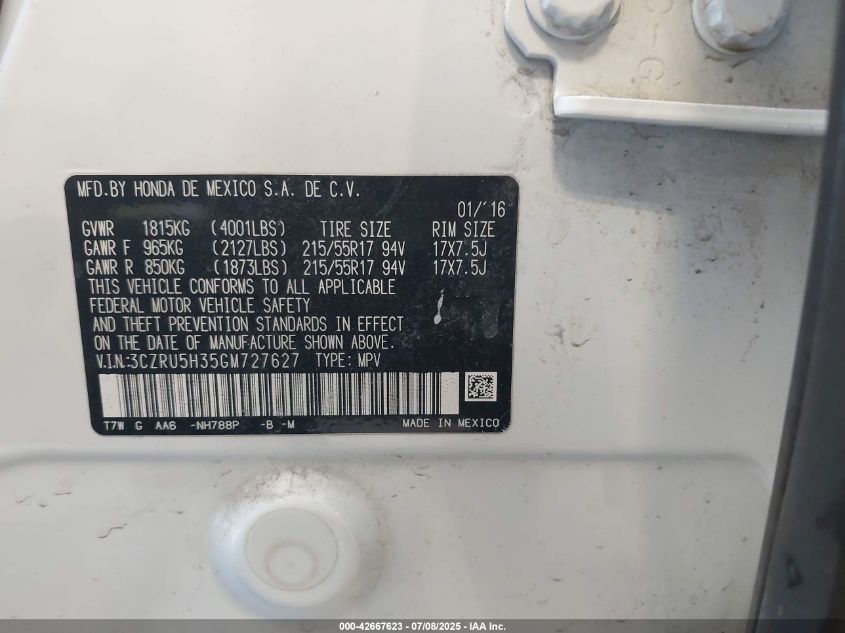 MFD.BY HONDA DE MEXICO S.A. DE C.V.
01/'16
GVWR 1815KG (4001LBS) TIRE SIZE RIM SIZE
GAWR F 965KG (2127LBS) 215/55R17 94V 17X7.5J
GAWR R 850KG (1873LBS) 215/55R17 94V 17X7.5J
THIS VEHICLE CONFORMS TO ALL APPLICABLE
FEDERAL MOTOR VEHICLE SAFETY
AND THEFT PREVENTION STANDARDS IN EFFECT
ON THE DATE OF MANUFACTURE SHOWN ABOVE.
V.I.N.:3CZRU5H35GM727627 TYPE: MPV
T7W G AA6 -NH788P -B -M MADE IN MEXICO
000-42667623 - 07/08/2025 - IAA Inc.